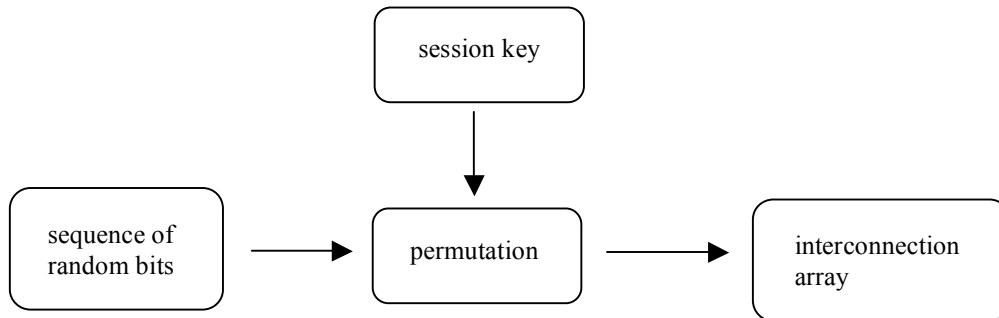 session key
sequence of
random bits
permutation
interconnection
array